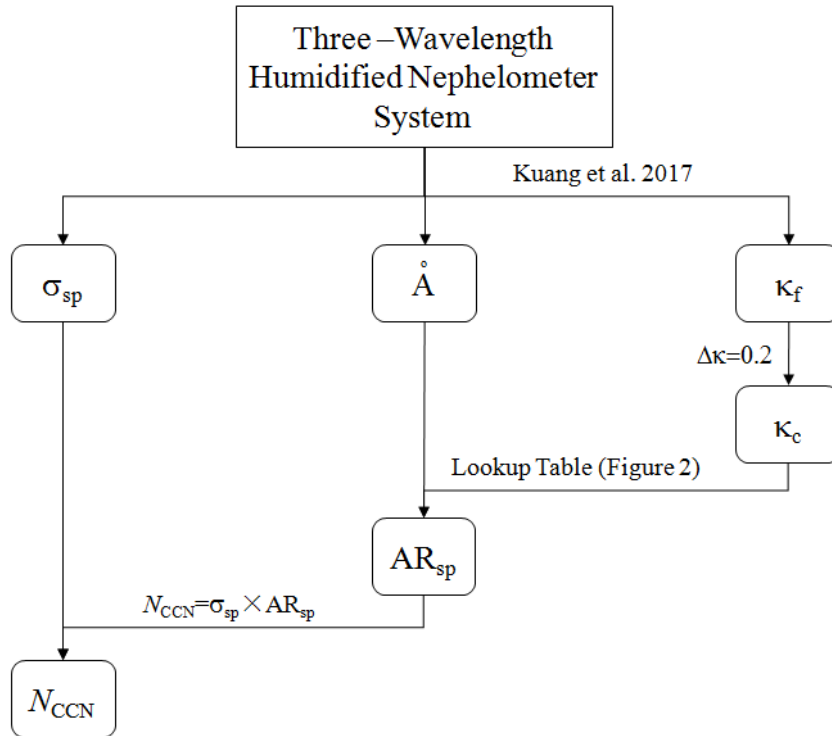 Three –Wavelength
Humidified Nephelometer
System
Kuang et al. 2017
σsp
Å
κf
Δκ=0.2
κc
Lookup Table (Figure 2)
ARsp
NCCN=σsp×ARsp
NCCN